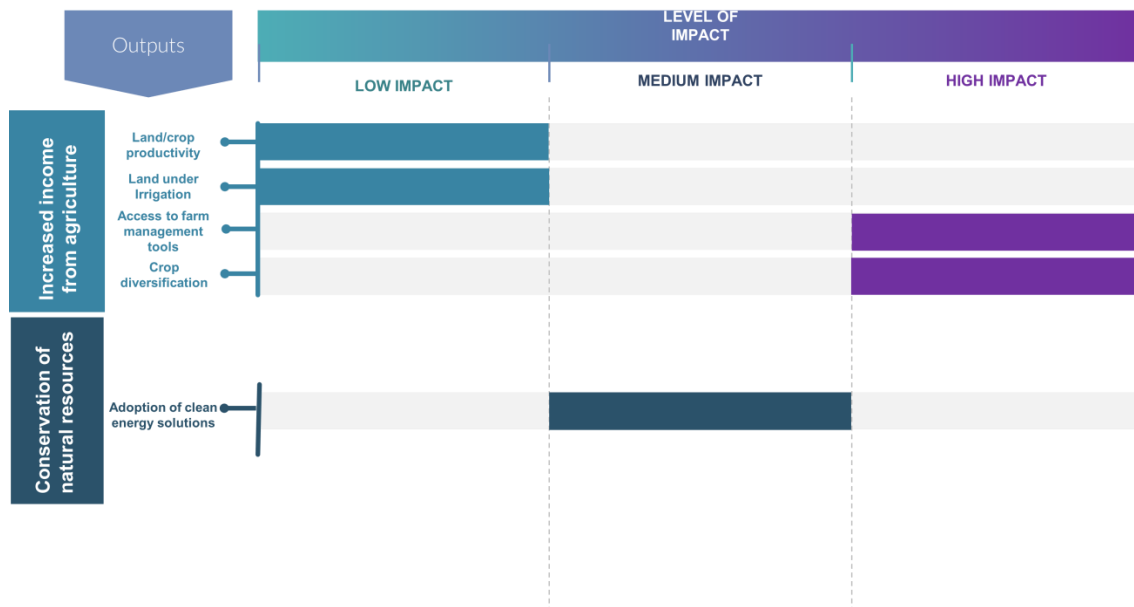 Outputs
LEVEL OF
IMPACT
LOW IMPACT
MEDIUM IMPACT
HIGH IMPACT
Increased income
from agriculture
Land/crop
productivity
Land under
Irrigation
Access to farm
management
tools
Crop
diversification
Conservation of
natural resources
Adoption of clean
energy solutions